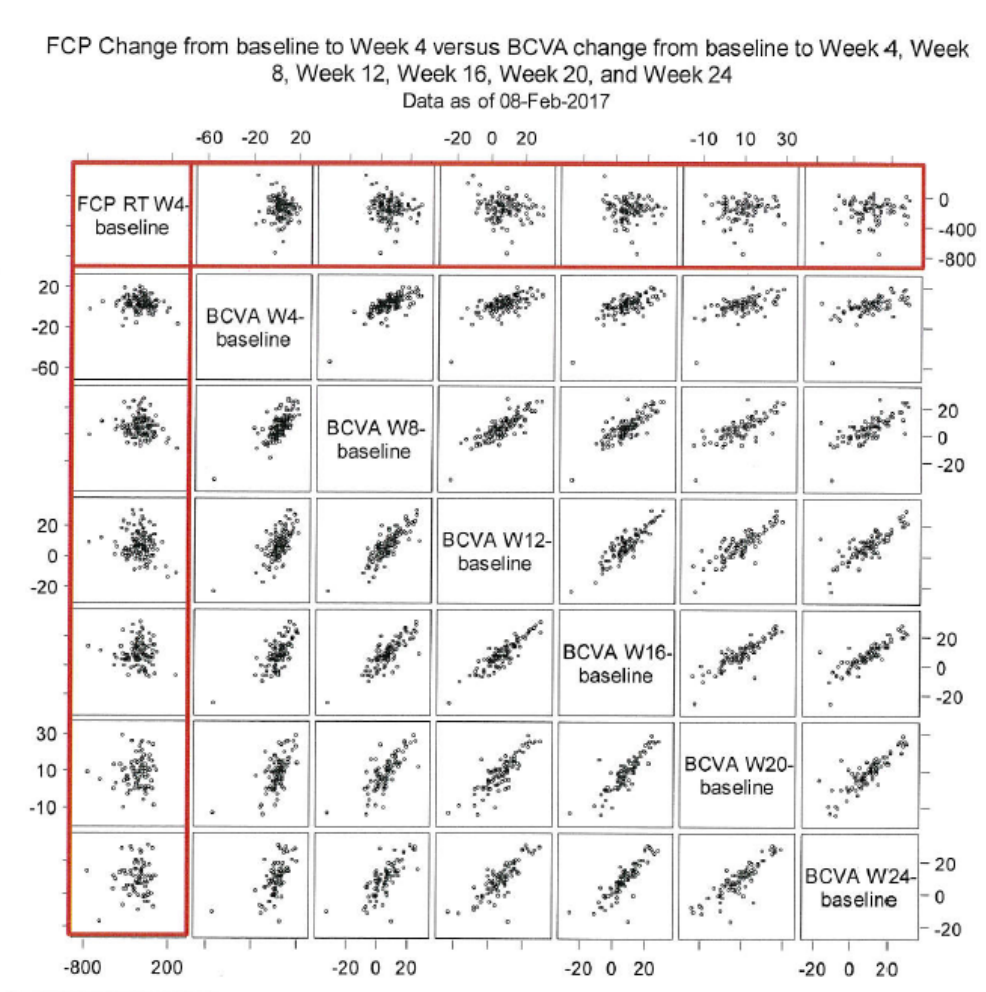 FCP Change from baseline to Week 4 versus BCVA change from baseline to Week 4, Week
8, Week 12, Week 16, Week 20, and Week 24
Data as of 08-Feb-2017
-60 -20 20 -20 0 20 -10 10 30
FCP RT W4-
baseline
0
-400
-800
20
-20
-60
BCVA W4-
baseline
BCVA W8-
baseline
20
0
-20
20
0
-20
BCVA W12-
baseline
BCVA W16-
baseline
20
0
-20
30
10
-10
BCVA W20-
baseline
BCVA W24-
baseline
20
0
-20
-800 200 -20 0 20 -20 0 20 -20 0 20